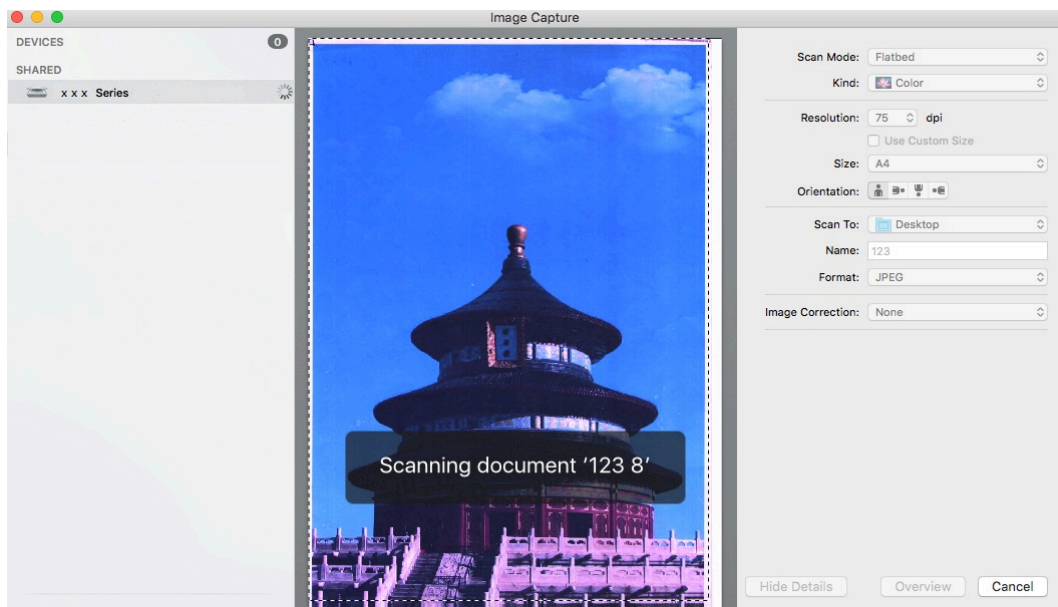 Image Capture
DEVICES 0
SHARED
x x x Series
Scan Mode: Flatbed
Kind: Color
Resolution: 75 dpi
Use Custom Size
Size: A4
Orientation:
Scan To: Desktop
Name: 123
Format: JPEG
Image Correction: None
Scanning document ‘123 8’
Hide Details Overview Cancel